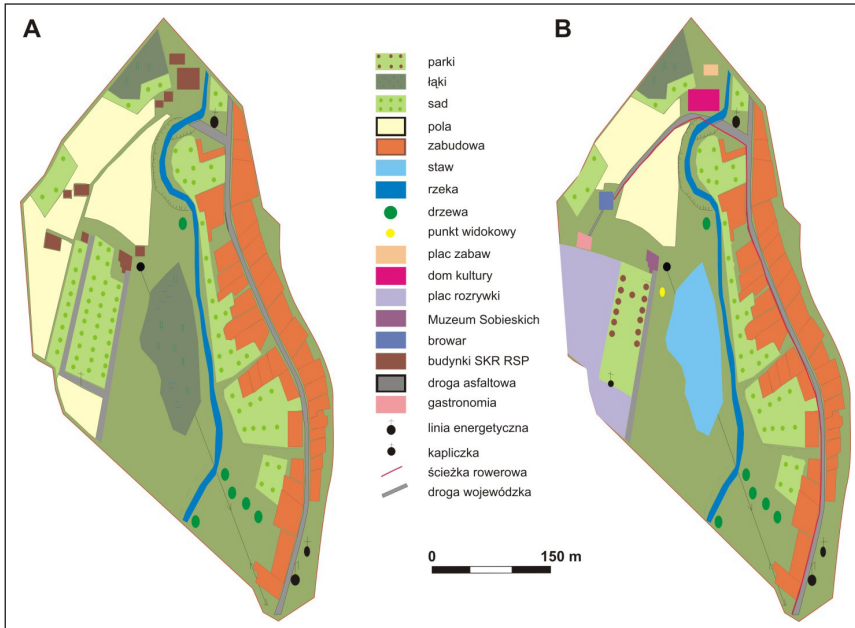 A
B
parki
łąki
sad
pola
zabudowa
staw
rzeka
drzewa
punkt widokowy
plac zabaw
dom kultury
plac rozrywki
Muzeum Sobieskich
browar
budynki SKR RSP
droga asfaltowa
gastronomia
linia energetyczna
kapliczka
ścieżka rowerowa
droga wojewódzka
0 150 m